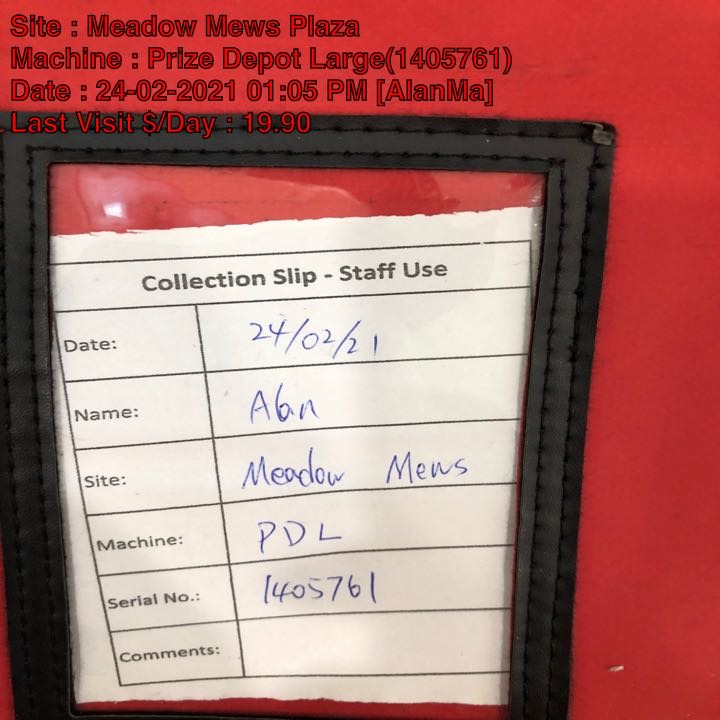 Site : Meadow Mews Plaza
Machine : Prize Depot Large(1405761)
Date : 24-02-2021 01:05 PM [AlanMa]
Last Visit $/Day : 19.90
Collection Slip - Staff Use
Date: 24/02/21
Name: Alan
Site: Meadow Mews
Machine: PDL
Serial No.: 1405761
Comments: